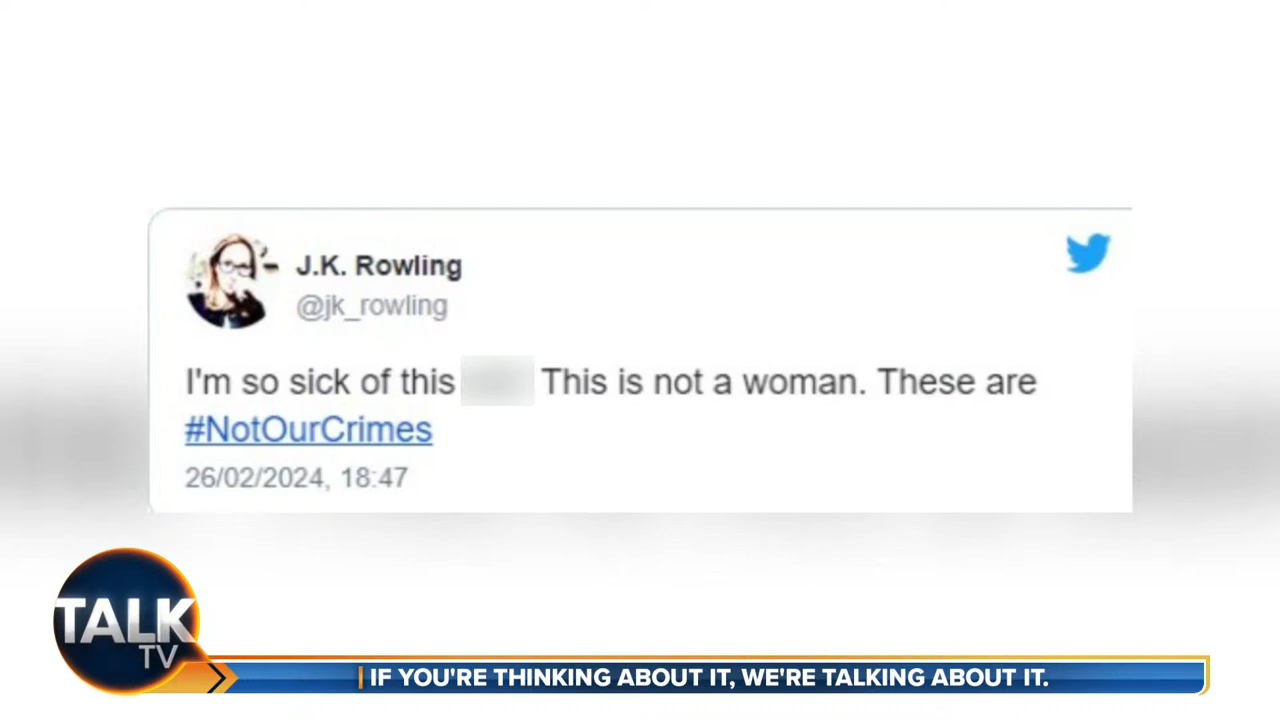 J.K. Rowling
@jk_rowling
I'm so sick of this This is not a woman. These are
#NotOurCrimes
26/02/2024, 18:47
TALK
TV
IF YOU'RE THINKING ABOUT IT, WE'RE TALKING ABOUT IT.